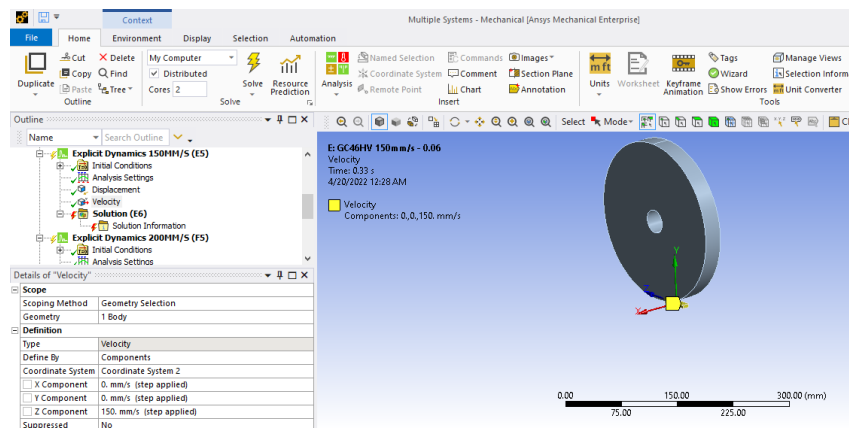 Context
Multiple Systems - Mechanical [Ansys Mechanical Enterprise]
File Home Environment Display Selection Automation
Duplicate
Cut
Copy
Paste
Delete
Find
Tree
Outline
My Computer
Distributed
Cores 2
Solve
Resource Prediction
Solve
Analysis
Named Selection
Coordinate System
Remote Point
Commands
Comment
Chart
Images
Section Plane
Annotation
Insert
Units
Worksheet
Keyframe Animation
Tags
Wizard
Show Errors
Manage Views
Selection Inform
Unit Converter
Tools
Outline
Name Search Outline
Select Mode
Cl
Explicit Dynamics 150MM/S (E5)
Initial Conditions
Analysis Settings
Displacement
Velocity
Solution (E6)
Solution Information
Explicit Dynamics 200MM/S (F5)
Initial Conditions
Analysis Settings
Details of "Velocity"
Scope
Scoping Method Geometry Selection
Geometry 1 Body
Definition
Type Velocity
Define By Components
Coordinate System Coordinate System 2
X Component 0. mm/s (step applied)
Y Component 0. mm/s (step applied)
Z Component 150. mm/s (step applied)
Suppressed No
E: GC46HV 150mm/s - 0.06
Velocity
Time: 0.33 s
4/20/2022 12:28 AM
Velocity
Components: 0.,0.,150. mm/s
Y
Z
X
0.00 150.00 300.00 (mm)
75.00 225.00